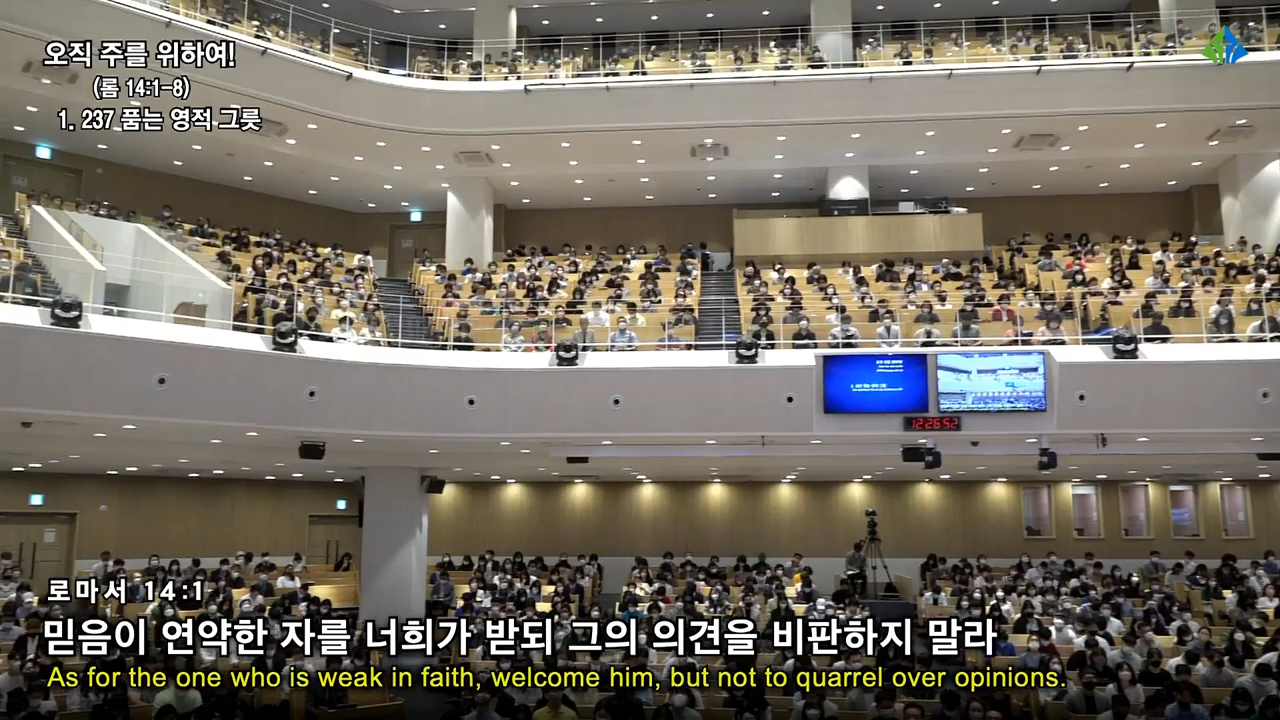 오직 주를 위하여!
(롬 14:1-8)
1. 237 품는 영적 그릇
12:26:52
로마서 14:1
믿음이 연약한 자를 너희가 받되 그의 의견을 비판하지 말라
As for the one who is weak in faith, welcome him, but not to quarrel over opinions.